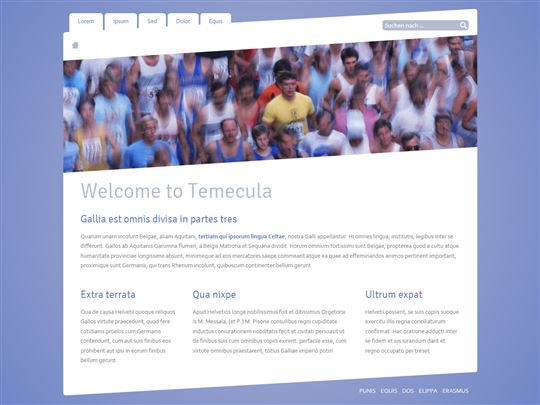 Lorem Ipsum Sed Dolor Equis
Suchen nach ...
Welcome to Temecula
Gallia est omnis divisa in partes tres
Quarum unam incolunt Belgae, aliam Aquitani, tertiam qui ipsorum lingua Celtae, nostra Galli appellantur. Hi omnes lingua, institutis, legibus inter se
differunt. Gallos ab Aquitanis Garumna flumen, a Belgis Matrona et Sequana dividit. Horum omnium fortissimi sunt Belgae, propterea quod a cultu atque
humanitate provinciae longissime absunt, minimeque ad eos mercatores saepe commeant atque ea quae ad effeminandos animos pertinent important,
proximique sunt Germanis, qui trans Rhenum incolunt, quibuscum continenter bellum gerunt.
Extra terrata
Cua de causa Helvetii quoque reliquos
Gallos virtute praecedunt, quod fere
cotidianis proeliis cum Germanis
contendunt, cum aut suis finibus eos
prohibent aut ipsi in eorum finibus
bellum gerunt.
Qua nixpe
Apud Helvetios longe nobilissimus fuit et ditissimus Orgetorix.
Is M. Messala, [et P.] M. Pisone consulibus regni cupiditate
inductus coniurationem nobilitatis fecit et civitati persuasit ut
de finibus suis cum omnibus copiis exirent: perfacile esse, cum
virtute omnibus praestarent, totius Galliae imperio potiri.
Ultrum expat
Helvetii possent, se suis copiis suoque
exercitu illis regna conciliaturum
confirmat. Hac oratione adducti inter
se fidem et ius iurandum dant et
regno occupato per treset.
PUNIS EQUIS DOS ELIPPA ERASMUS